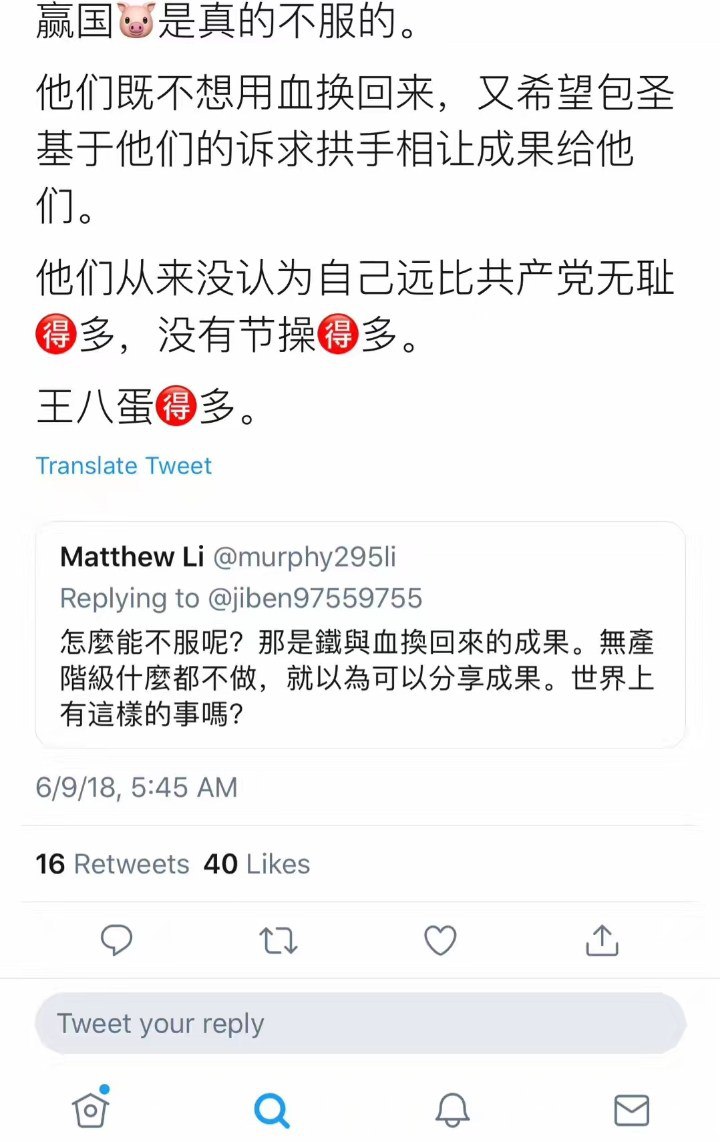 赢国🐷是真的不服的。
他们既不想用血换回来，又希望包圣
基于他们的诉求拱手相让成果给他
们。
他们从来没认为自己远比共产党无耻
🉐多，没有节操🉐多。
王八蛋🉐多。
Translate Tweet
Matthew Li @murphy295li
Replying to @jiben97559755
怎麼能不服呢？那是鐵與血換回來的成果。無產
階級什麼都不做，就以為可以分享成果。世界上
有這樣的事嗎？
6/9/18, 5:45 AM
16 Retweets 40 Likes
Tweet your reply